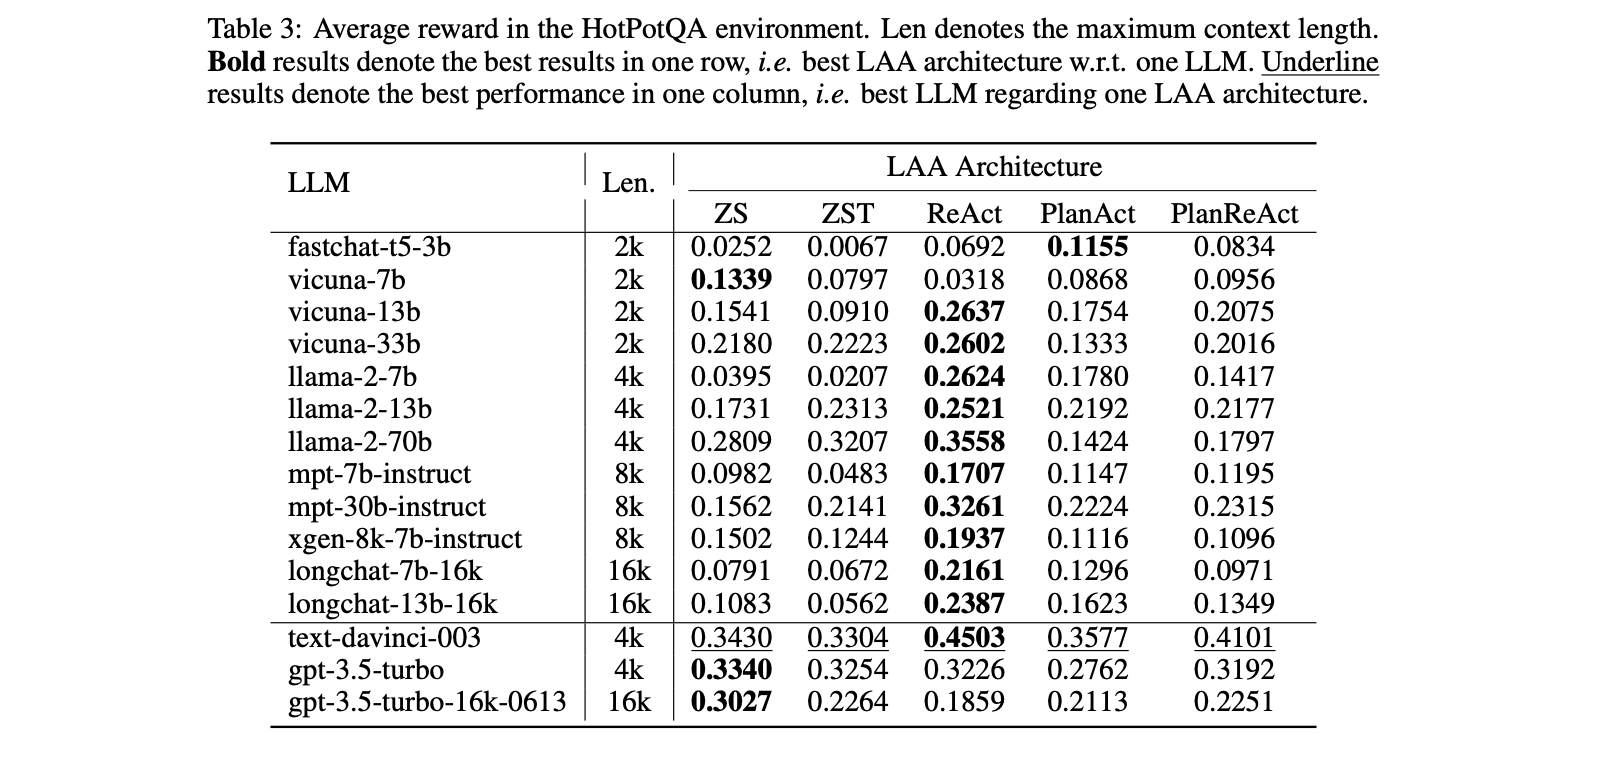 Table 3: Average reward in the HotPotQA environment. Len denotes the maximum context length.
Bold results denote the best results in one row, i.e. best LAA architecture w.r.t. one LLM. Underline
results denote the best performance in one column, i.e. best LLM regarding one LAA architecture.
LLM Len. LAA Architecture
ZS ZST ReAct PlanAct PlanReAct
fastchat-t5-3b 2k 0.0252 0.0067 0.0692 0.1155 0.0834
vicuna-7b 2k 0.1339 0.0797 0.0318 0.0868 0.0956
vicuna-13b 2k 0.1541 0.0910 0.2637 0.1754 0.2075
vicuna-33b 2k 0.2180 0.2223 0.2602 0.1333 0.2016
llama-2-7b 4k 0.0395 0.0207 0.2624 0.1780 0.1417
llama-2-13b 4k 0.1731 0.2313 0.2521 0.2192 0.2177
llama-2-70b 4k 0.2809 0.3207 0.3558 0.1424 0.1797
mpt-7b-instruct 8k 0.0982 0.0483 0.1707 0.1147 0.1195
mpt-30b-instruct 8k 0.1562 0.2141 0.3261 0.2224 0.2315
xgen-8k-7b-instruct 8k 0.1502 0.1244 0.1937 0.1116 0.1096
longchat-7b-16k 16k 0.0791 0.0672 0.2161 0.1296 0.0971
longchat-13b-16k 16k 0.1083 0.0562 0.2387 0.1623 0.1349
text-davinci-003 4k 0.3430 0.3304 0.4503 0.3577 0.4101
gpt-3.5-turbo 4k 0.3340 0.3254 0.3226 0.2762 0.3192
gpt-3.5-turbo-16k-0613 16k 0.3027 0.2264 0.1859 0.2113 0.2251